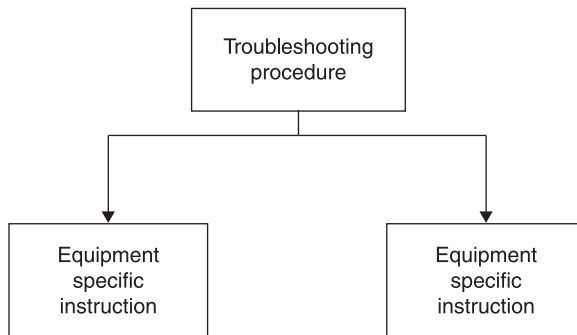 Troubleshooting
procedure
Equipment
specific
instruction
Equipment
specific
instruction